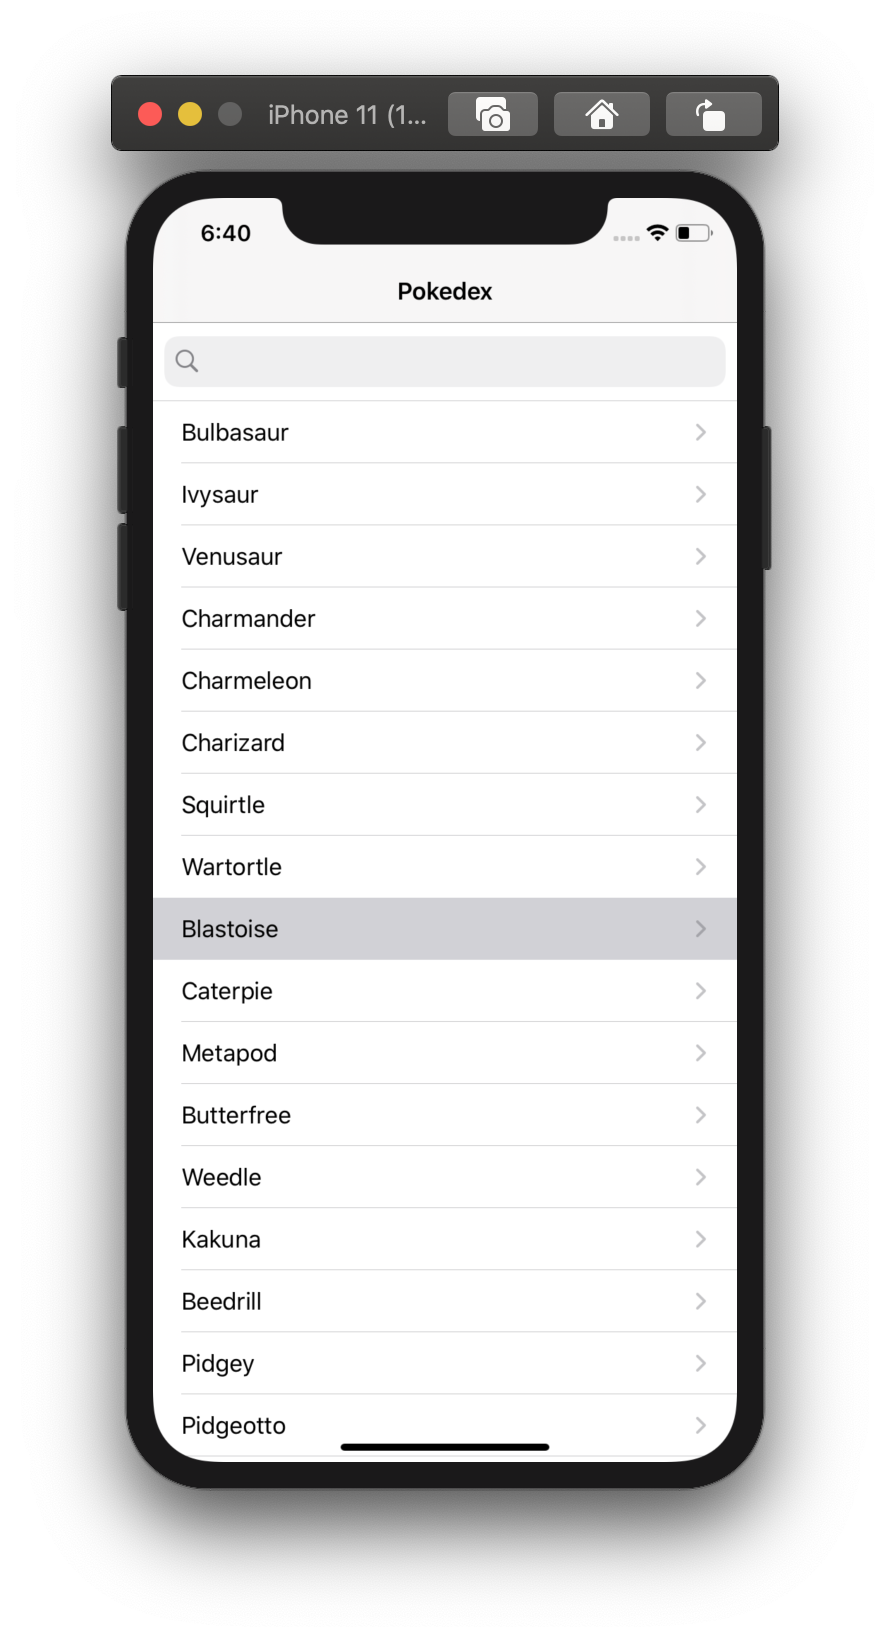 iPhone 11 (1...
6:40
Pokedex
Bulbasaur
Ivysaur
Venusaur
Charmander
Charmeleon
Charizard
Squirtle
Wartortle
Blastoise
Caterpie
Metapod
Butterfree
Weedle
Kakuna
Beedrill
Pidgey
Pidgeotto